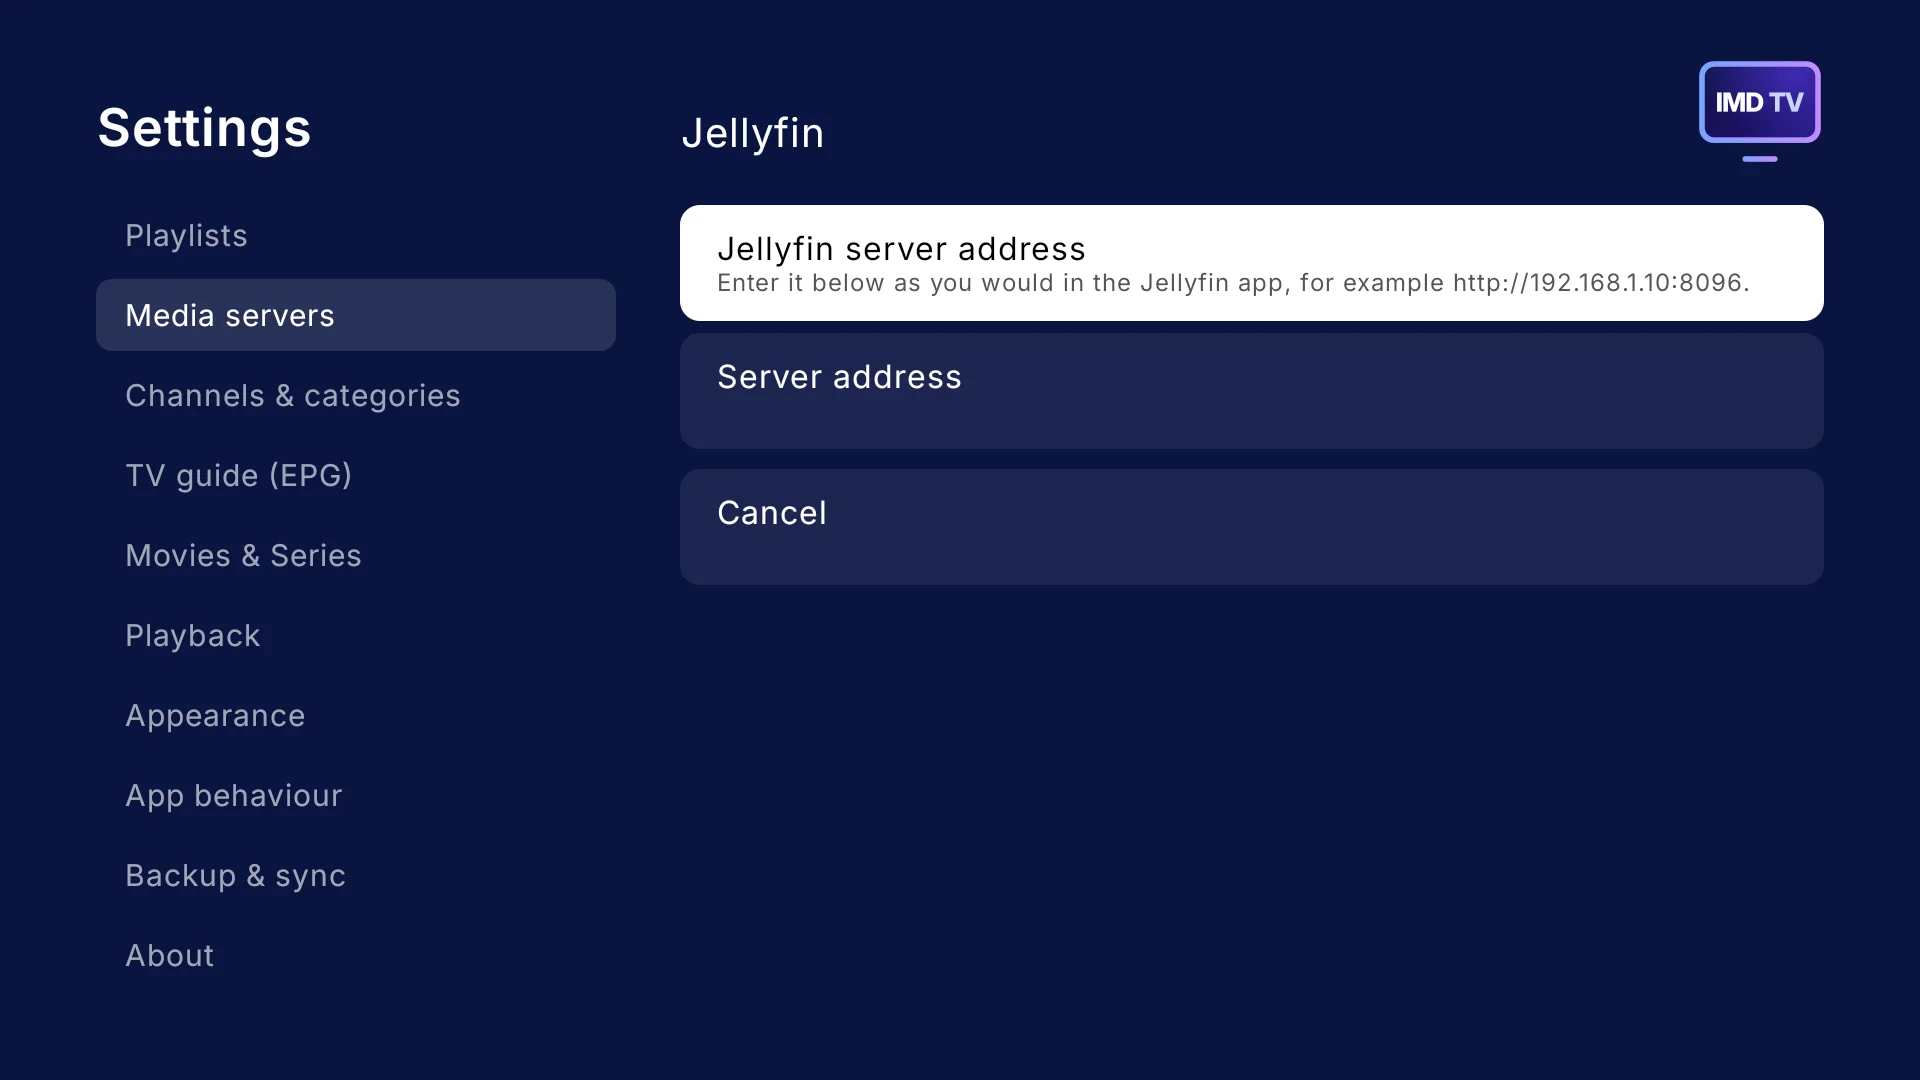 Settings
Playlists
Media servers
Channels & categories
TV guide (EPG)
Movies & Series
Playback
Appearance
App behaviour
Backup & sync
About
Jellyfin
IMD TV
Jellyfin server address
Enter it below as you would in the Jellyfin app, for example http://192.168.1.10:8096.
Server address
Cancel